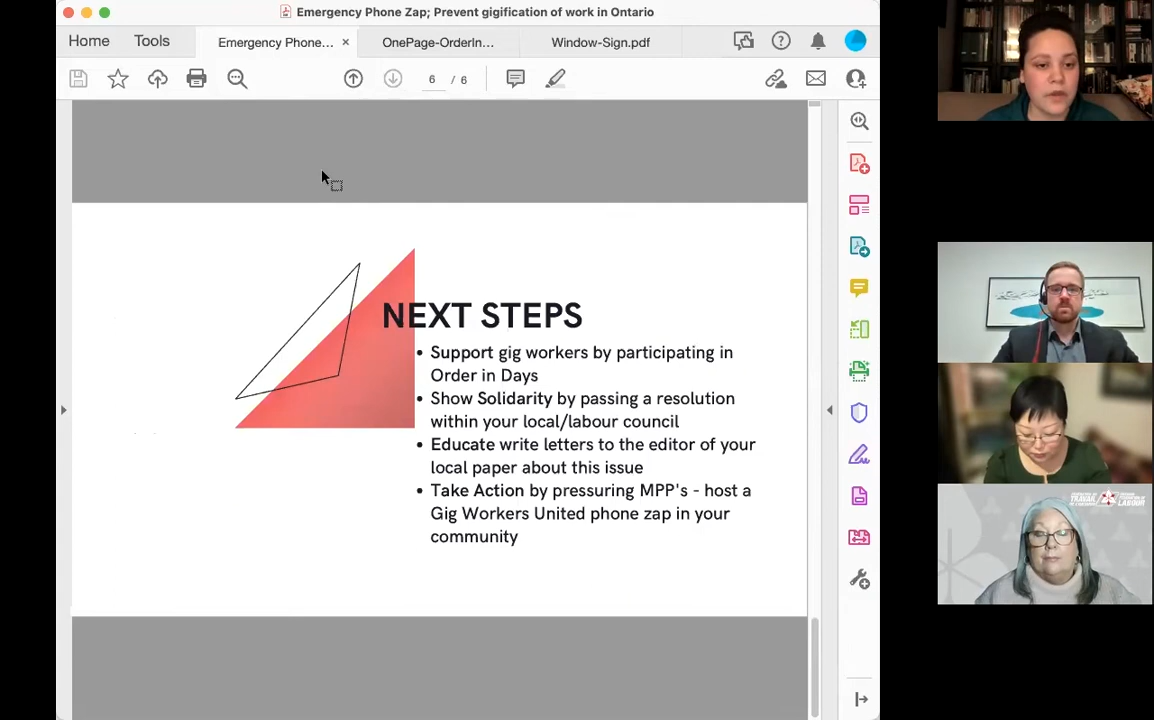 Emergency Phone Zap; Prevent gigification of work in Ontario
Home
Tools
Emergency Phone...
OnePage-OrderIn...
Window-Sign.pdf
6 / 6
NEXT STEPS
• Support gig workers by participating in
Order in Days
• Show Solidarity by passing a resolution
within your local/labour council
• Educate write letters to the editor of your
local paper about this issue
• Take Action by pressuring MPP's - host a
Gig Workers United phone zap in your
community
TRAVAIL
LABOUR